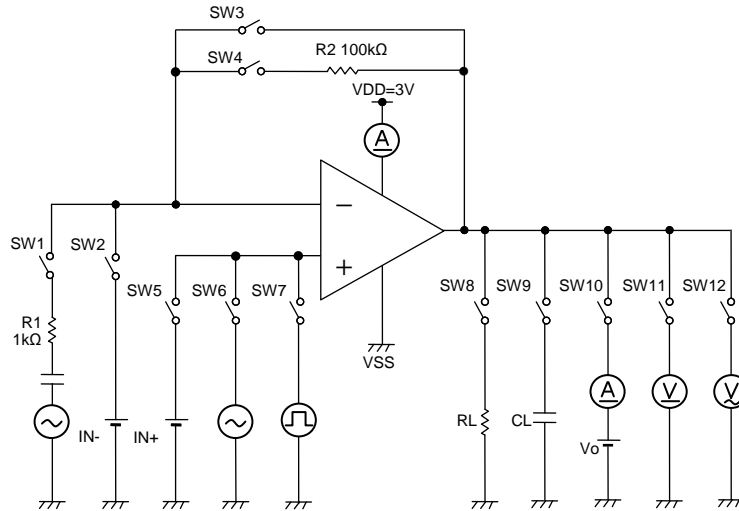 SW3
SW4
R2 100kΩ
VDD=3V
A
SW1
SW2
−
+
SW5
SW6
SW7
SW8
SW9
SW10
SW11
SW12
R1
1kΩ
VSS
A
V
V
IN-
IN+
RL
CL
Vo